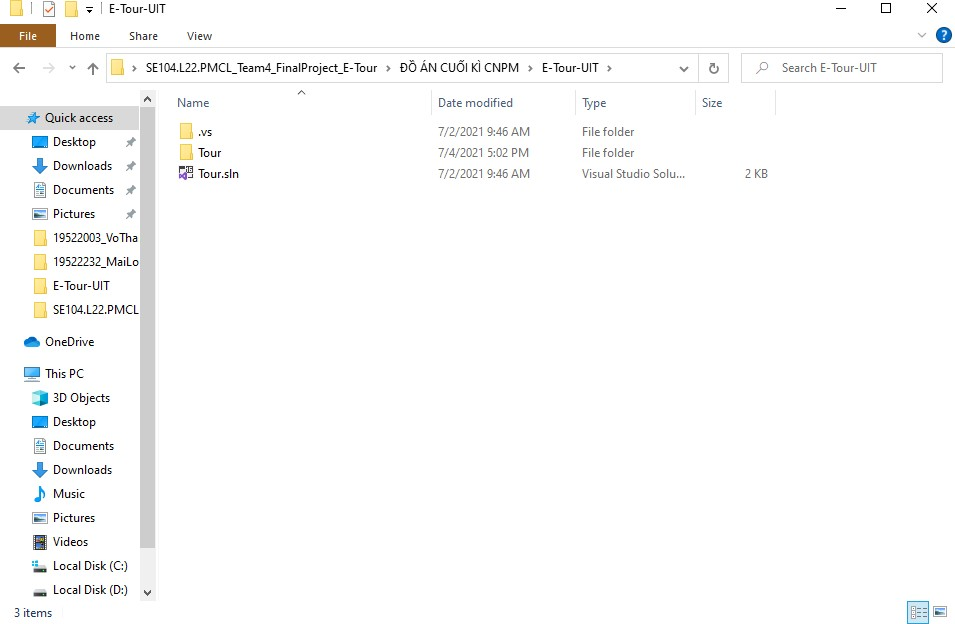 E-Tour-UIT
File Home Share View
SE104.L22.PMCL_Team4_FinalProject_E-Tour ĐỒ ÁN CUỐI KÌ CNPM E-Tour-UIT Search E-Tour-UIT
Name Date modified Type Size
.vs 7/2/2021 9:46 AM File folder
Tour 7/4/2021 5:02 PM File folder
Tour.sln 7/2/2021 9:46 AM Visual Studio Solu... 2 KB
Quick access
Desktop
Downloads
Documents
Pictures
19522003_VoTha
19522232_MaiLo
E-Tour-UIT
SE104.L22.PMCL
OneDrive
This PC
3D Objects
Desktop
Documents
Downloads
Music
Pictures
Videos
Local Disk (C:)
Local Disk (D:)
3 items